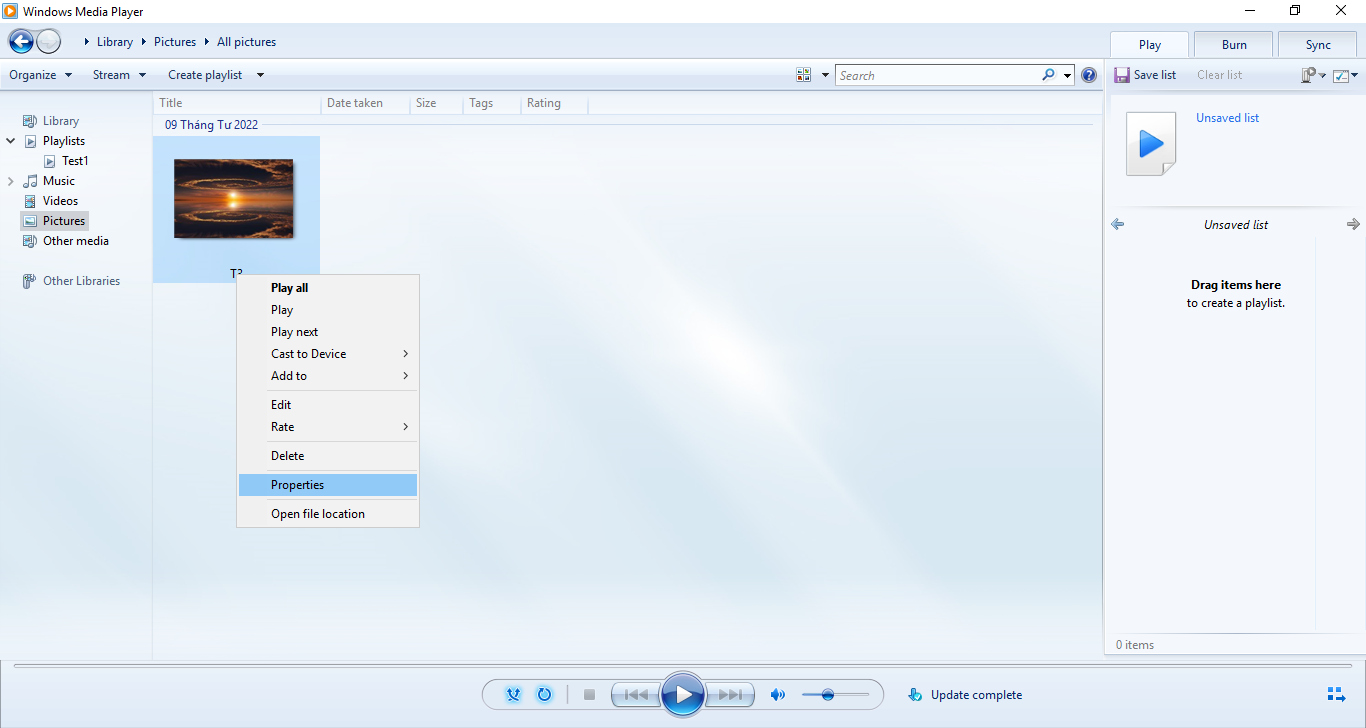 Windows Media Player
Library Pictures All pictures
Play Burn Sync
Organize Stream Create playlist
Search
Save list Clear list
Title Date taken Size Tags Rating
09 Tháng Tư 2022
Library
Playlists
Test1
Music
Videos
Pictures
Other media
Other Libraries
Play all
Play
Play next
Cast to Device
Add to
Edit
Rate
Delete
Properties
Open file location
Unsaved list
Unsaved list
Drag items here
to create a playlist.
0 items
Update complete